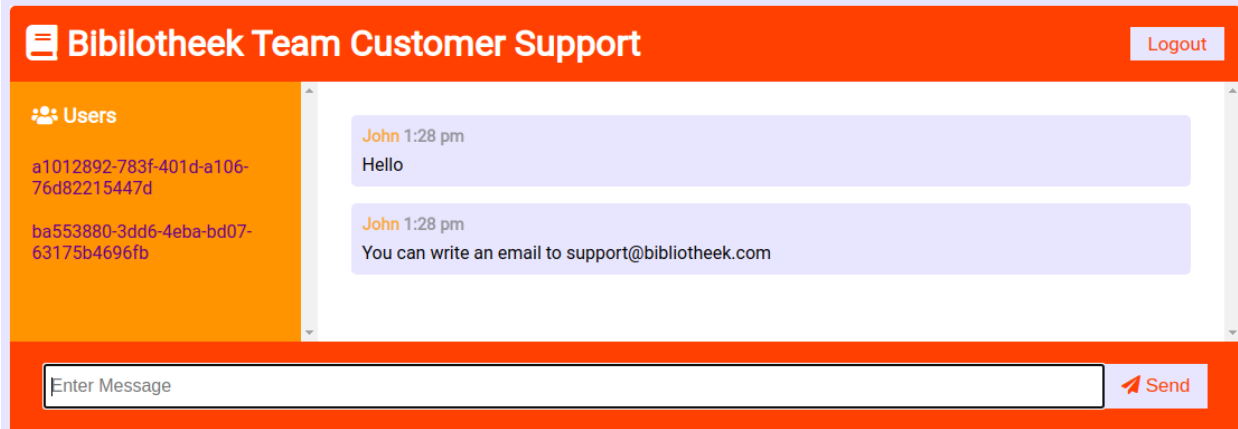 Bibilotheek Team Customer Support
Logout
Users
a1012892-783f-401d-a106-
76d82215447d
ba553880-3dd6-4eba-bd07-
63175b4696fb
John 1:28 pm
Hello
John 1:28 pm
You can write an email to support@bibliotheek.com
Enter Message
Send